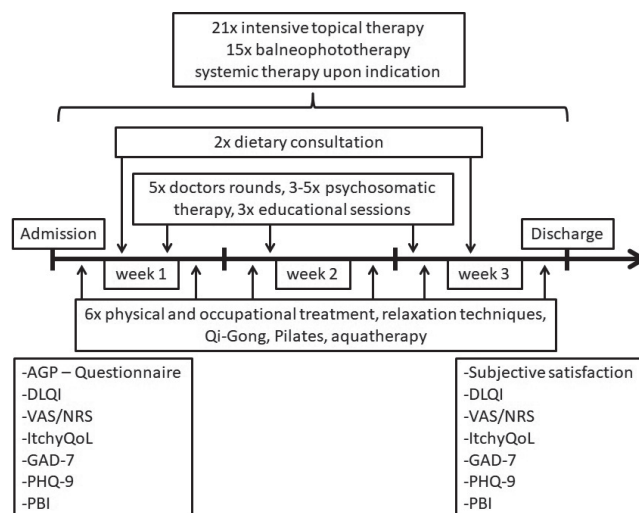 21x intensive topical therapy
15x balneophototherapy
systemic therapy upon indication
2x dietary consultation
5x doctors rounds, 3-5x psychosomatic
therapy, 3x educational sessions
Admission
Discharge
week 1
week 2
week 3
6x physical and occupational treatment, relaxation techniques,
Qi-Gong, Pilates, aquatherapy
-AGP – Questionnaire
-DLQI
-VAS/NRS
-ItchyQoL
-GAD-7
-PHQ-9
-PBI
-Subjective satisfaction
-DLQI
-VAS/NRS
-ItchyQoL
-GAD-7
-PHQ-9
-PBI